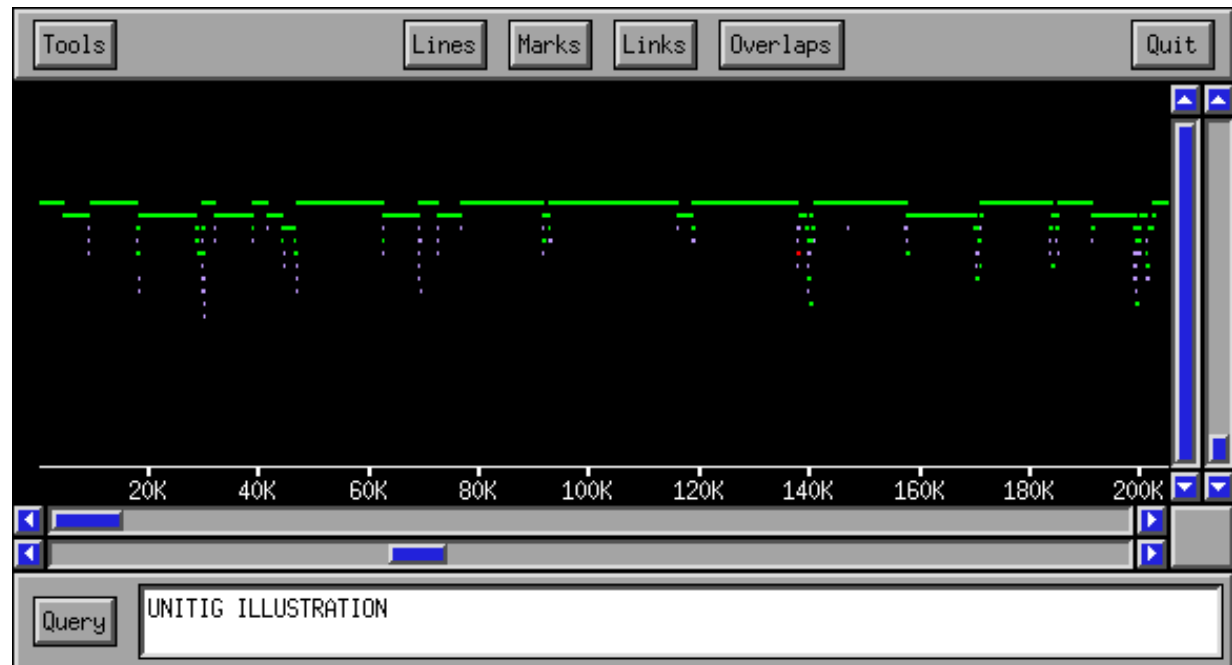 Tools Lines Marks Links Overlaps Quit
20K 40K 60K 80K 100K 120K 140K 160K 180K 200K
Query UNITIG ILLUSTRATION